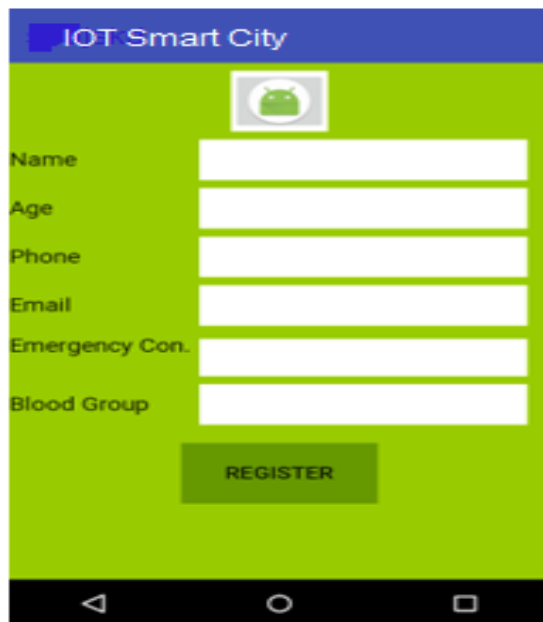 IOT Smart City
Name
Age
Phone
Email
Emergency Con.
Blood Group
REGISTER